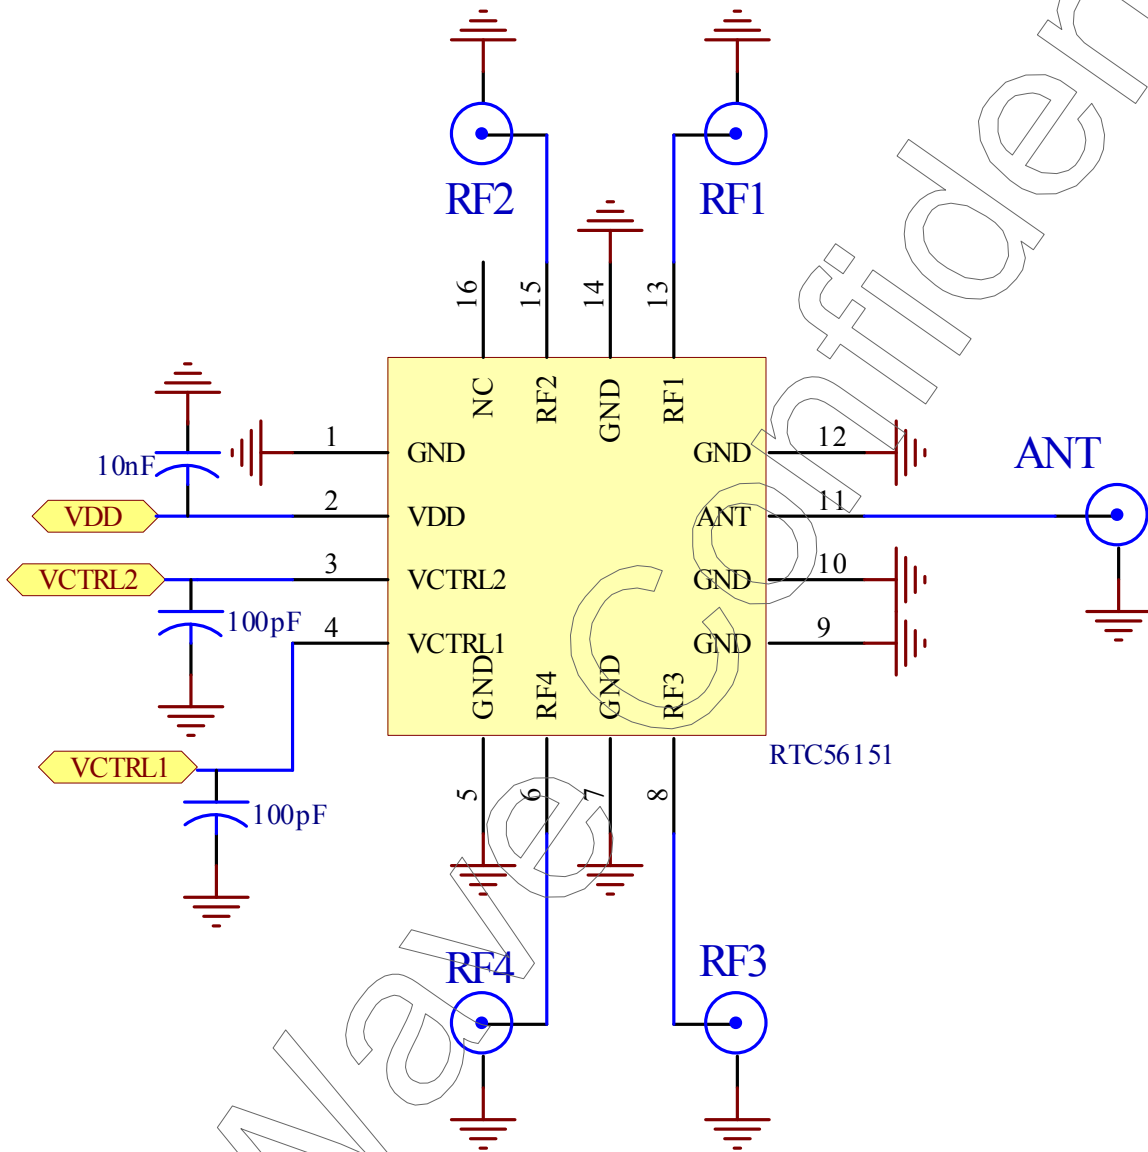 RF2
RF1
16
15
14
13
NC
RF2
GND
RF1
10nF
1
GND
GND
12
ANT
VDD
2
VDD
ANT
11
VCTRL2
3
VCTRL2
GND
10
100pF
4
VCTRL1
GND
9
GND
RF4
GND
RF3
VCTRL1
100pF
RTC56151
5
6
7
8
RF4
RF3
Wave Confiden